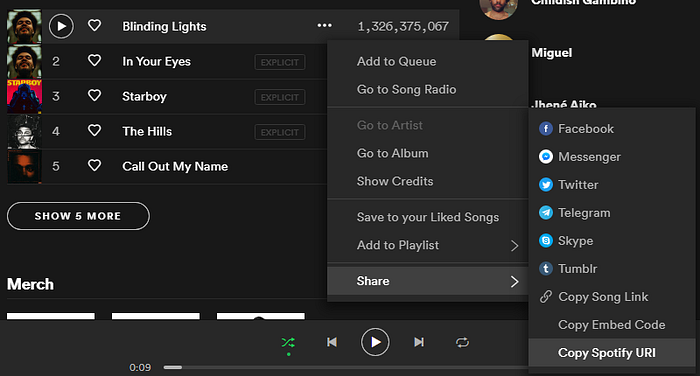 Childish Gambino
Blinding Lights
1,326,375,067
2
In Your Eyes
EXPLICIT
Miguel
3
Starboy
EXPLICIT
Jhené Aiko
4
The Hills
EXPLICIT
5
Call Out My Name
SHOW 5 MORE
Merch
Add to Queue
Go to Song Radio
Go to Artist
Go to Album
Show Credits
Save to your Liked Songs
Add to Playlist
Share
Facebook
Messenger
Twitter
Telegram
Skype
Tumblr
Copy Song Link
Copy Embed Code
Copy Spotify URI
0:09